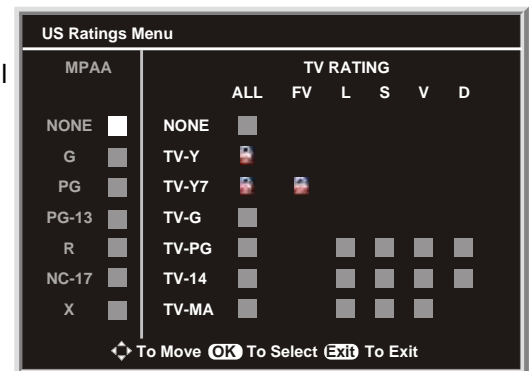 US Ratings Menu
l
MPAA TV RATING
ALL FV L S V D
NONE NONE
G TV-Y
PG TV-Y7
PG-13 TV-G
R TV-PG
NC-17 TV-14
X TV-MA
To Move OK To Select Exit To Exit